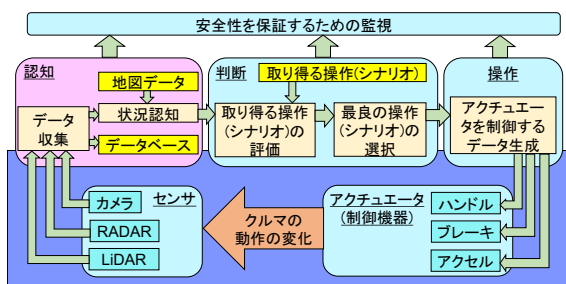 安全性を保証するための監視
認知
地図データ
データ
収集
状況認知
データベース
判断
取り得る操作(シナリオ)
取り得る操作
(シナリオ)の
評価
最良の操作
(シナリオ)の
選択
操作
アクチュエー
タを制御する
データ生成
センサ
カメラ
RADAR
LiDAR
クルマの
動作の変化
アクチュエータ
(制御機器)
ハンドル
ブレーキ
アクセル